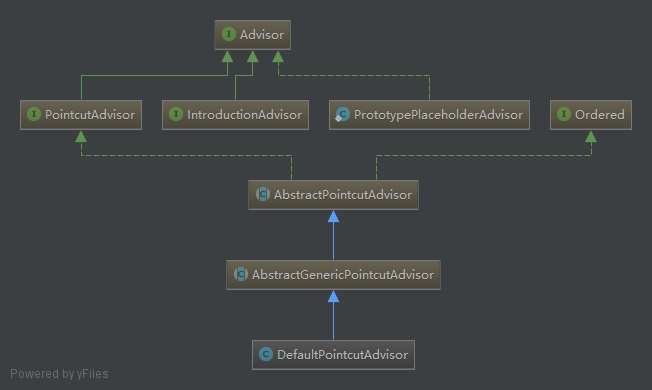 I Advisor
I PointcutAdvisor
I IntroductionAdvisor
C PrototypePlaceholderAdvisor
I Ordered
C AbstractPointcutAdvisor
C AbstractGenericPointcutAdvisor
C DefaultPointcutAdvisor
Powered by yFiles